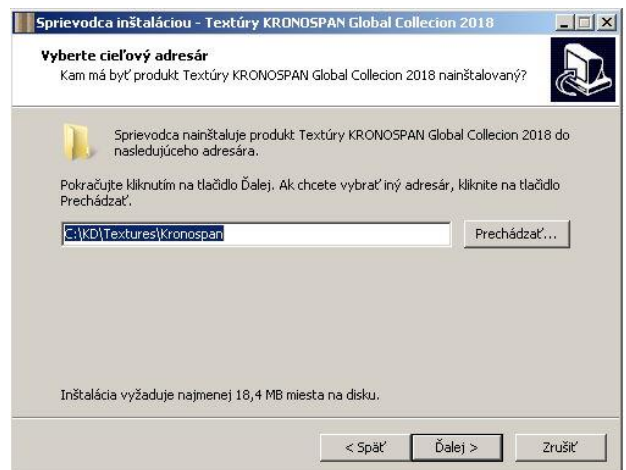 Sprievodca inštaláciou - Textúry KRONOSPAN Global Collecion 2018
Vyberte cieľový adresár
Kam má byť produkt Textúry KRONOSPAN Global Collecion 2018 nainštalovaný?
Sprievodca nainštaluje produkt Textúry KRONOSPAN Global Collecion 2018 do
nasledujúceho adresára.
Pokračujte kliknutím na tlačidlo Ďalej. Ak chcete vybrať iný adresár, kliknite na tlačidlo
Prechádzať.
C:\KD\Textures\Kronospan
Prechádzať...
Inštalácia vyžaduje najmenej 18,4 MB miesta na disku.
< Späť
Ďalej >
Zrušiť